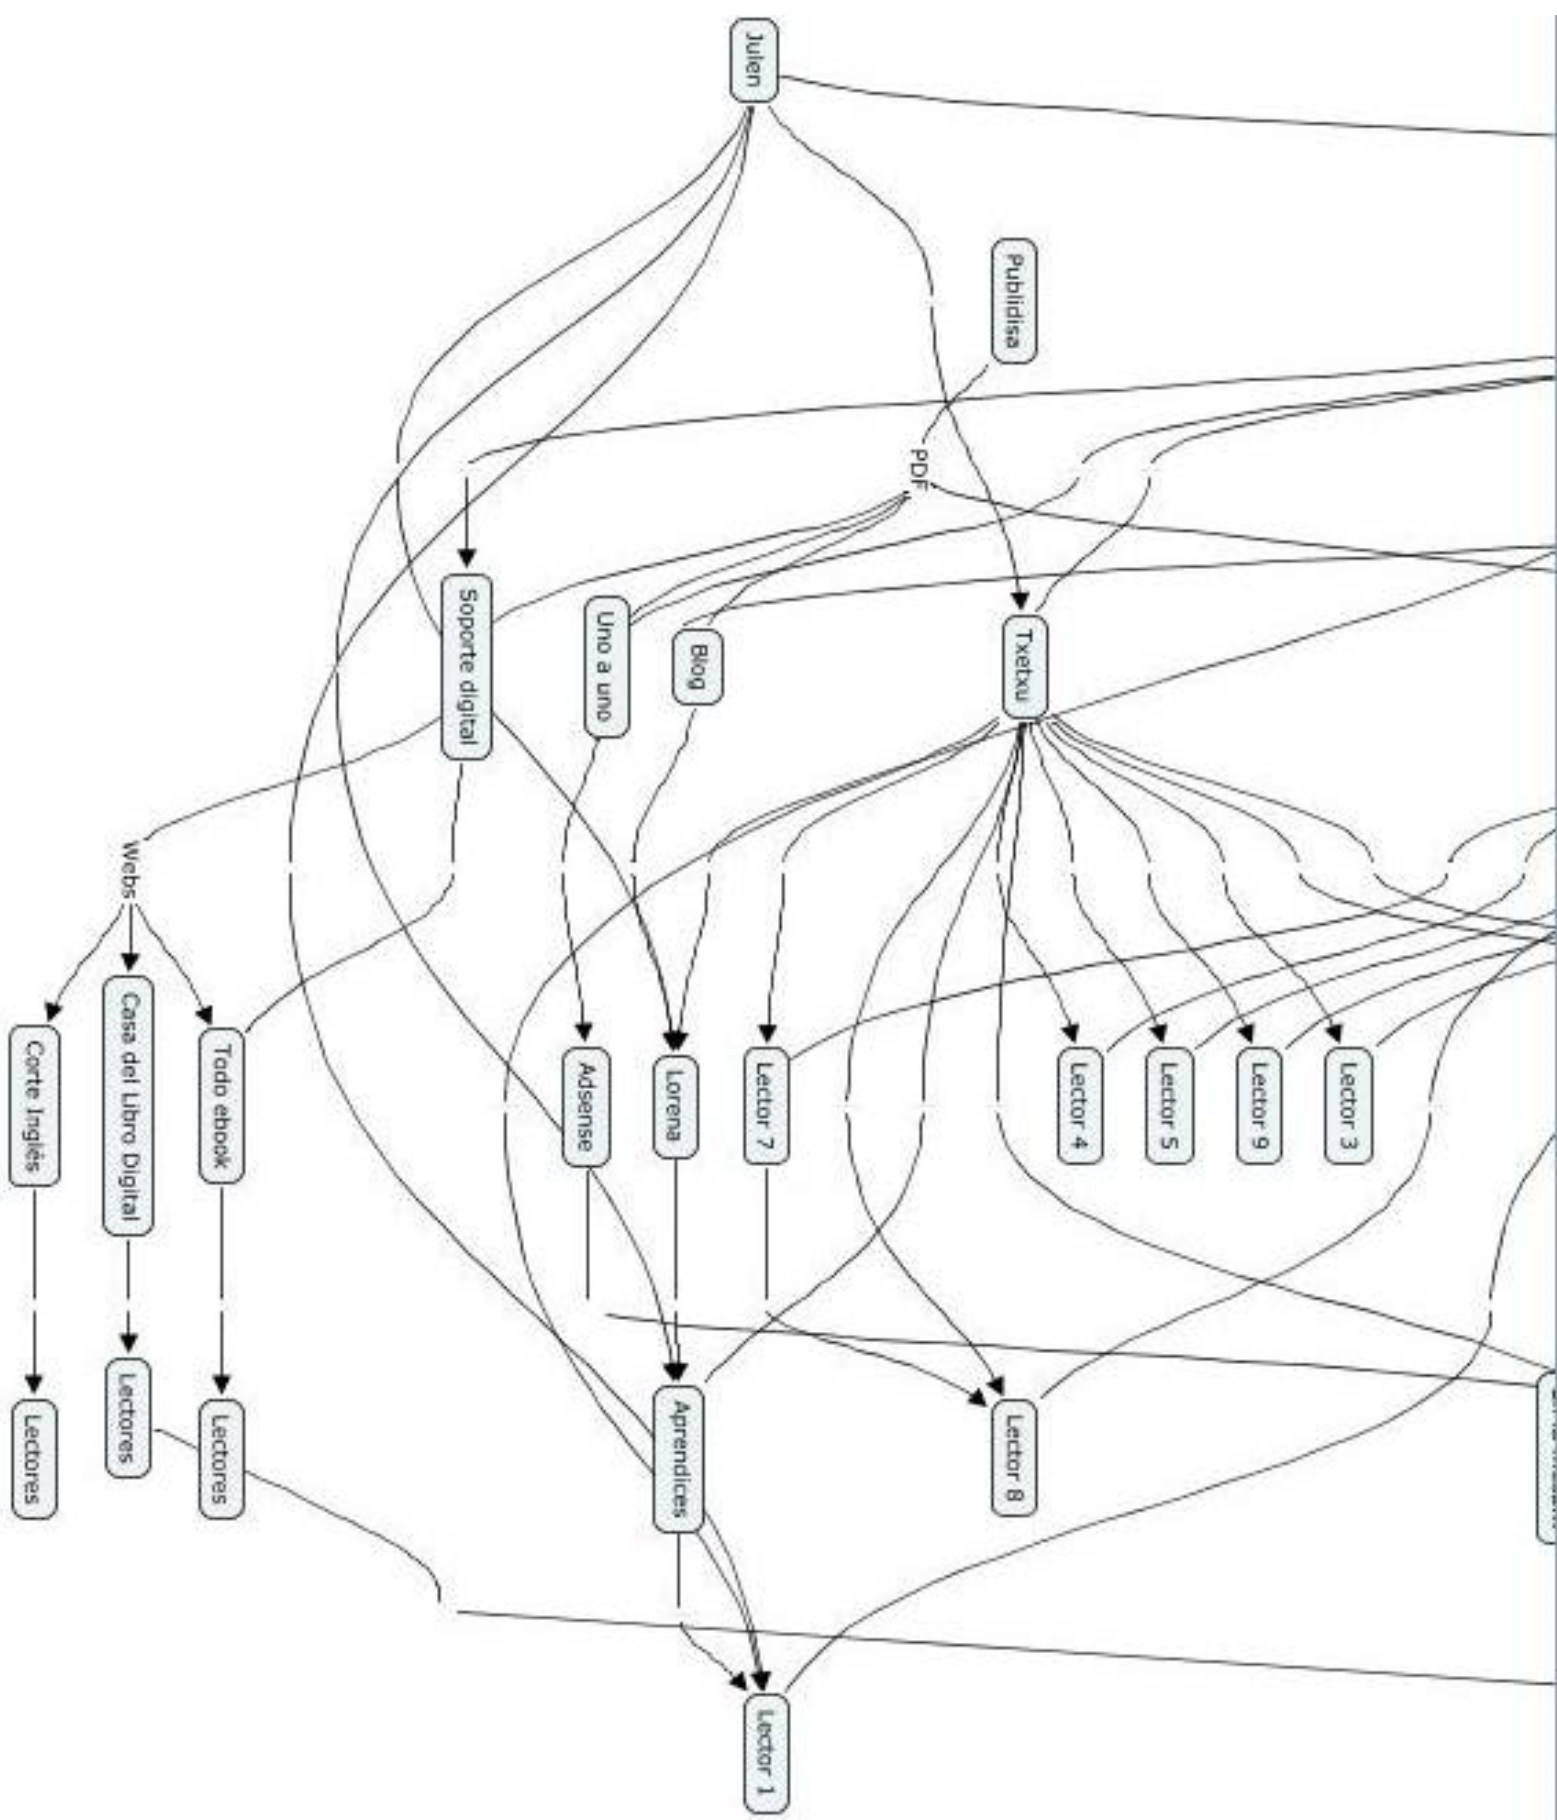 Julen
Publidisa
PDF
Soporte digital
Uno a uno
Blog
Txetxu
Webs
Corte Inglés
Casa del Libro Digital
Todo ebook
Adsense
Lorena
Lector 7
Lector 4
Lector 5
Lector 9
Lector 3
Lectores
Lectores
Lectores
Aprendices
Lector 8
Lector 1